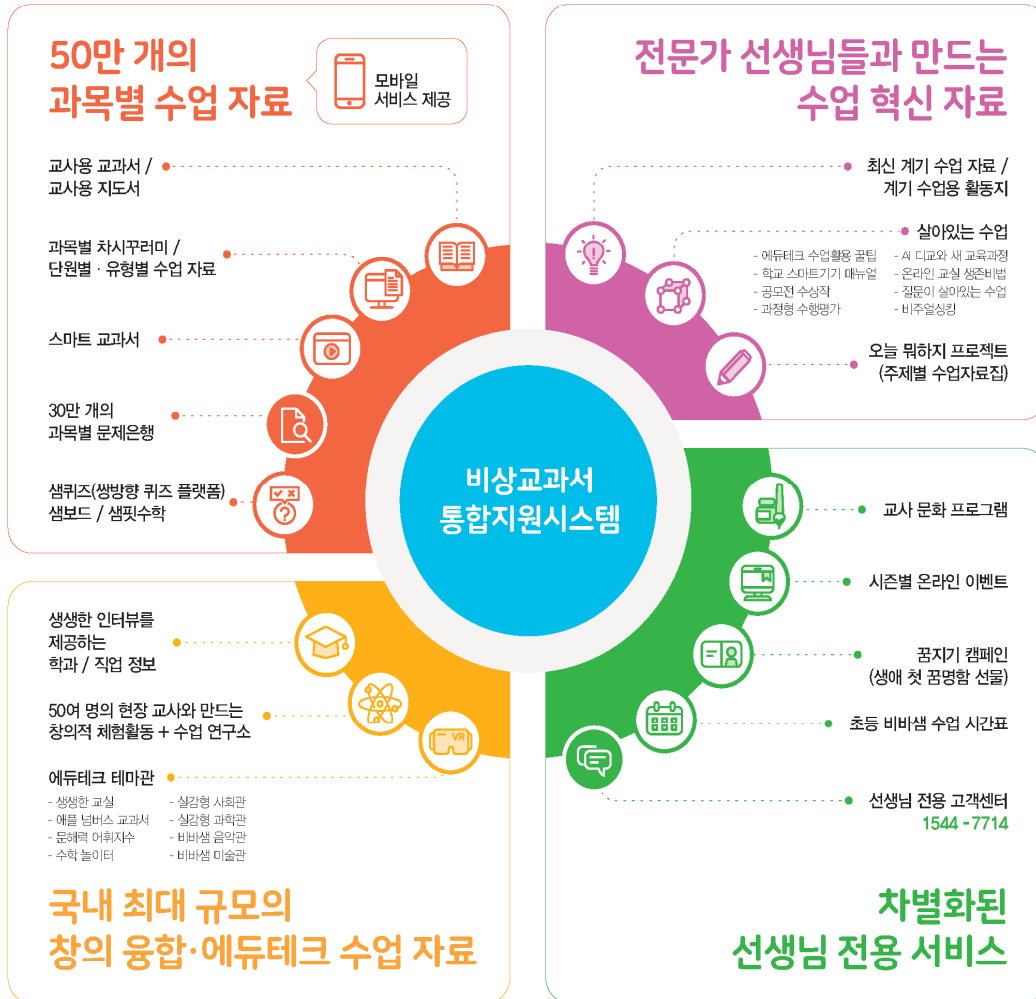 50만 개의
과목별 수업 자료
모바일
서비스 제공
교사용 교과서 /
교사용 지도서
과목별 차시꾸러미 /
단원별 · 유형별 수업 자료
스마트 교과서
30만 개의
과목별 문제은행
샘퀴즈(쌍방향 퀴즈 플랫폼)
샘보드 / 샘핏수학
전문가 선생님들과 만드는
수업 혁신 자료
최신 계기 수업 자료 /
계기 수업용 활동지
살아있는 수업
- 에듀테크 수업활용 꿀팁
- 학교 스마트기기 매뉴얼
- 공모전 수상작
- 과정형 수행평가
- AI 디교와 새 교육과정
- 온라인 교실 생존비법
- 질문이 살아있는 수업
- 비주얼싱킹
오늘 뭐하지 프로젝트
(주제별 수업자료집)
비상교과서
통합지원시스템
생생한 인터뷰를
제공하는
학과 / 직업 정보
50여 명의 현장 교사와 만드는
창의적 체험활동 + 수업 연구소
VR
에듀테크 테마관
- 생생한 교실
- 애플 넘버스 교과서
- 문해력 어휘지수
- 수학 놀이터
- 실감형 사회관
- 실감형 과학관
- 비바샘 음악관
- 비바샘 미술관
국내 최대 규모의
창의 융합·에듀테크 수업 자료
교사 문화 프로그램
시즌별 온라인 이벤트
꿈지기 캠페인
(생애 첫 꿈명함 선물)
초등 비바샘 수업 시간표
선생님 전용 고객센터
1544 -7714
차별화된
선생님 전용 서비스